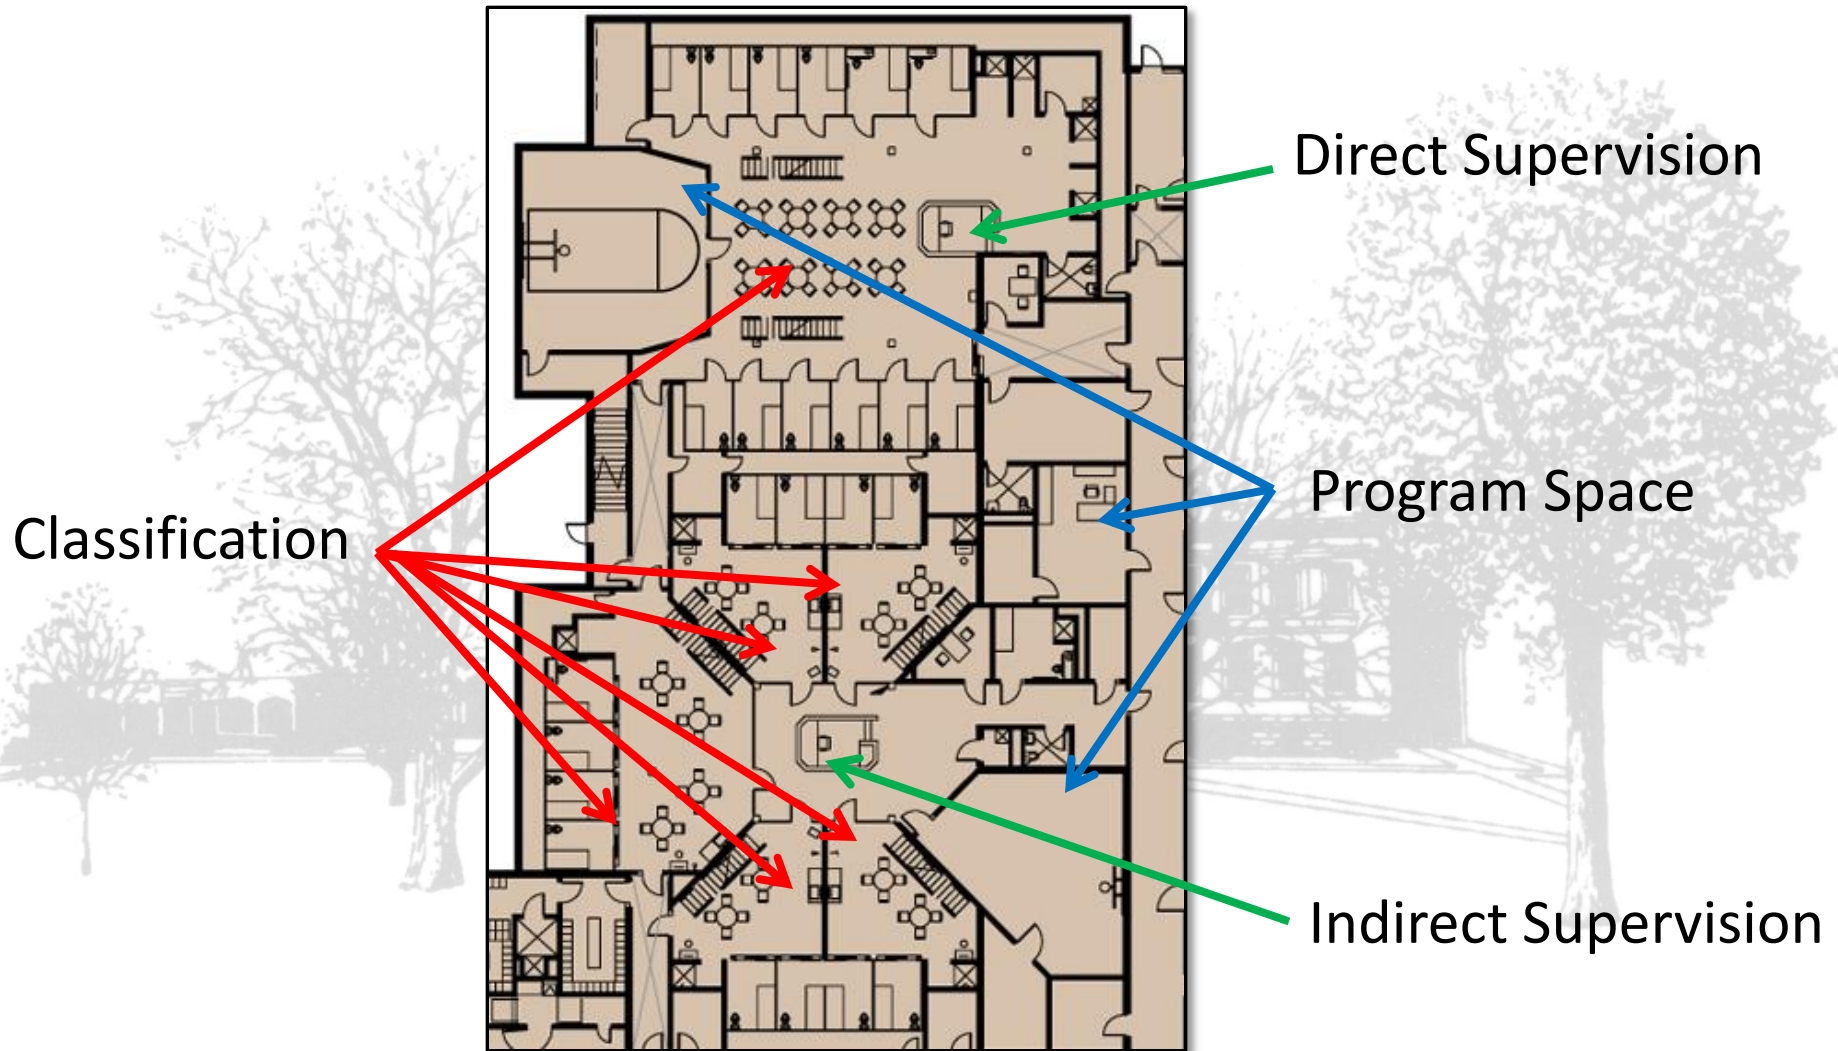 Direct Supervision
Program Space
Classification
Indirect Supervision